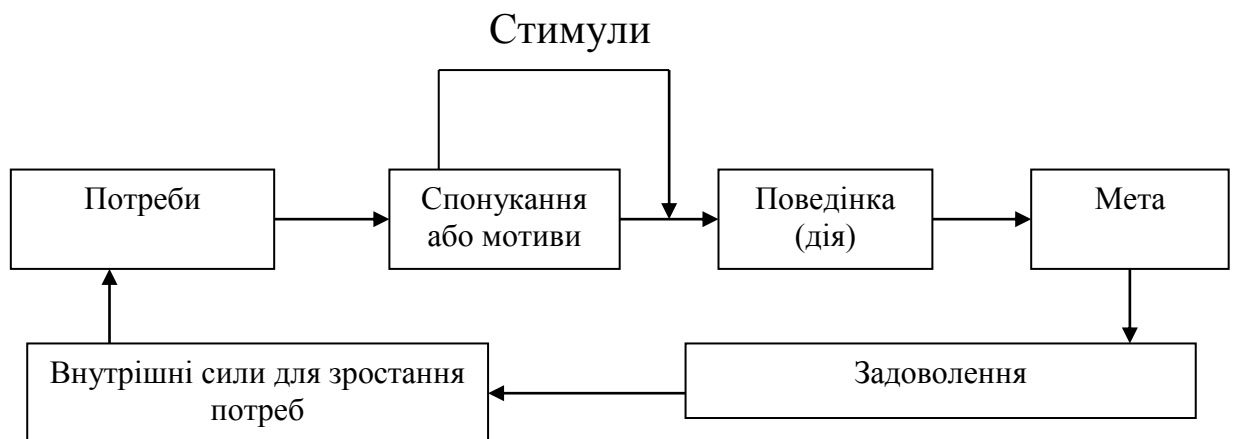 Стимули
Потреби
Спонукання
або мотиви
Поведінка
(дія)
Мета
Внутрішні сили для зростання
потреб
Задоволення